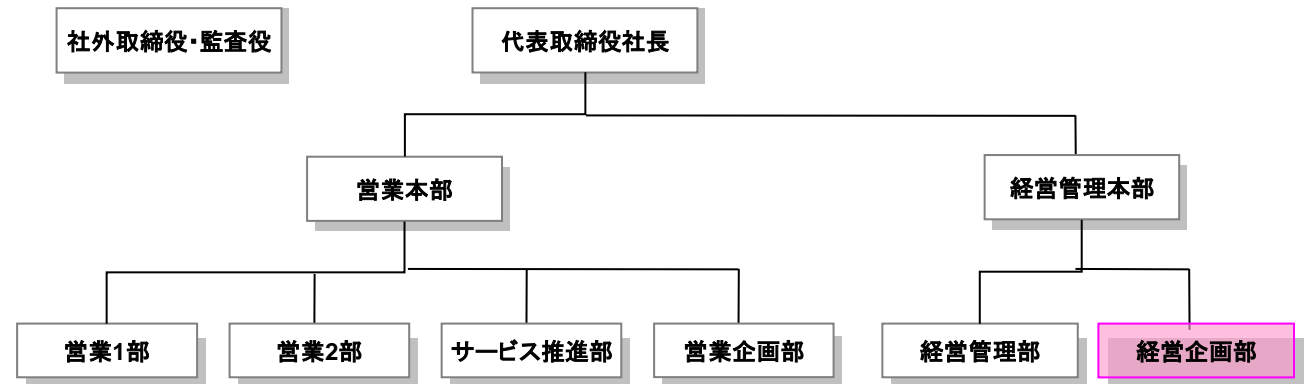 社外取締役・監査役
代表取締役社長
営業本部
経営管理本部
営業1部
営業2部
サービス推進部
営業企画部
経営管理部
経営企画部